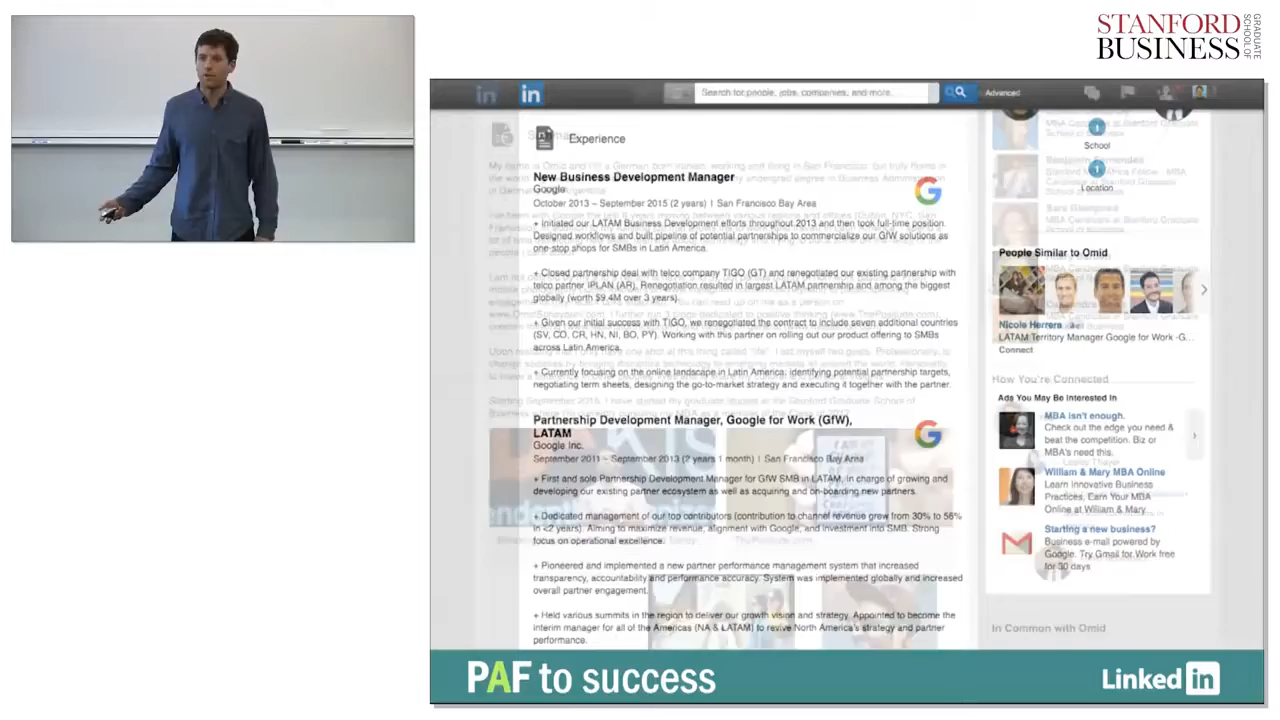 STANFORD
BUSINESS
GRADUATE
SCHOOL OF
in
in
Search for people, jobs, companies, and more.
Advanced
Experience
New Business Development Manager
Google
October 2013 – September 2015 (2 years) | San Francisco Bay Area
+ Initiated our LATAM Business Development efforts throughout 2013 and then took full-time position.
Designed workflows and built pipeline of potential partnerships to commercialize our GfW solutions as
one-stop shops for SMBs in Latin America.
+ Closed partnership deal with telco company TIGO (GT) and renegotiated our existing partnership with
telco partner IPLAN (AR). Renegotiation resulted in largest LATAM partnership and among the biggest
globally (worth $9.4M over 3 years).
+ Given our initial success with TIGO, we renegotiated the contract to include seven additional countries
(SV, CO, CR, HN, NI, BO, PY). Working with this partner on rolling out our product offering to SMBs
across Latin America.
+ Currently focusing on the online landscape in Latin America: identifying potential partnership targets,
negotiating term sheets, designing the go-to-market strategy and executing it together with the partner.
Partnership Development Manager, Google for Work (GfW),
LATAM
Google Inc.
September 2011 – September 2013 (2 years 1 month) | San Francisco Bay Area
+ First and sole Partnership Development Manager for GfW SMB in LATAM, in charge of growing and
developing our existing partner ecosystem as well as acquiring and on-boarding new partners.
+ Dedicated management of our top contributors (contribution to channel revenue grew from 30% to 56%
in <2 years). Aiming to maximize revenue, alignment with Google, and investment into SMB. Strong
focus on operational excellence.
+ Pioneered and implemented a new partner performance management system that increased
transparency, accountability and performance accuracy. System was implemented globally and increased
overall partner engagement.
+ Held various summits in the region to deliver our growth vision and strategy. Appointed to become the
interim manager for all of the Americas (NA & LATAM) to revive North America's strategy and partner
performance.
1
School
1
Location
People Similar to Omid
Nicole Herrera
LATAM Territory Manager Google for Work -G...
Connect
How You're Connected
Ads You May Be Interested In
MBA isn't enough.
Check out the edge you need &
beat the competition. Biz or
MBA's need this.
William & Mary MBA Online
Learn Innovative Business
Practices, Earn Your MBA
Online at William & Mary
Starting a new business?
Business e-mail powered by
Google. Try Gmail for Work free
for 30 days
In Common with Omid
PAF to success
Linked in